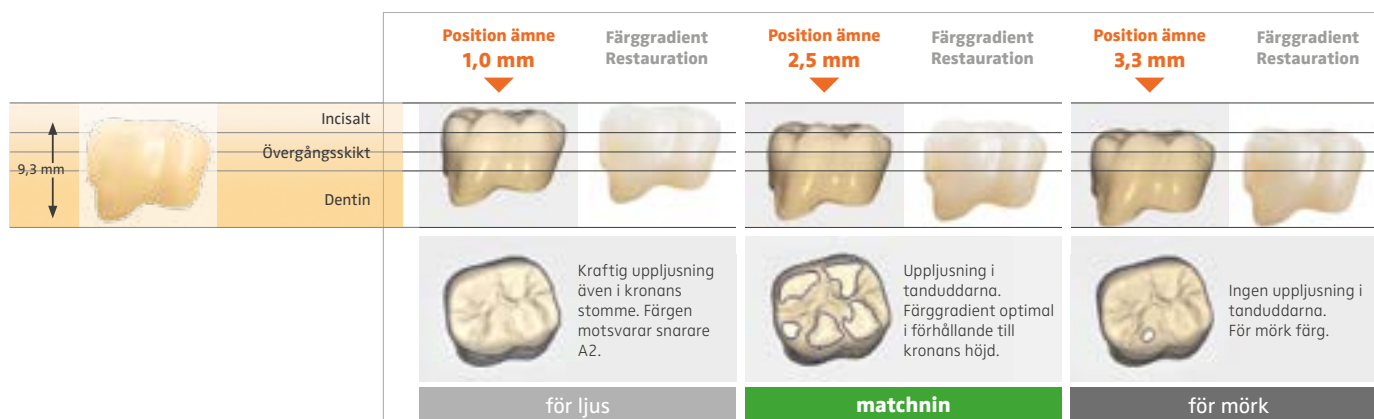 Position ämne
1,0 mm
Färggradient
Restauration
Position ämne
2,5 mm
Färggradient
Restauration
Position ämne
3,3 mm
Färggradient
Restauration
9,3 mm
Incisalt
Övergångsskikt
Dentin
Kraftig uppljusning
även i kronans
stomme. Färgen
motsvarar snarare
A2.
Uppljusning i
tanduddarna.
Färggradient optimal
i förhållande till
kronans höjd.
Ingen uppljusning i
tanduddarna.
För mörk färg.
för ljus
matchnin
för mörk